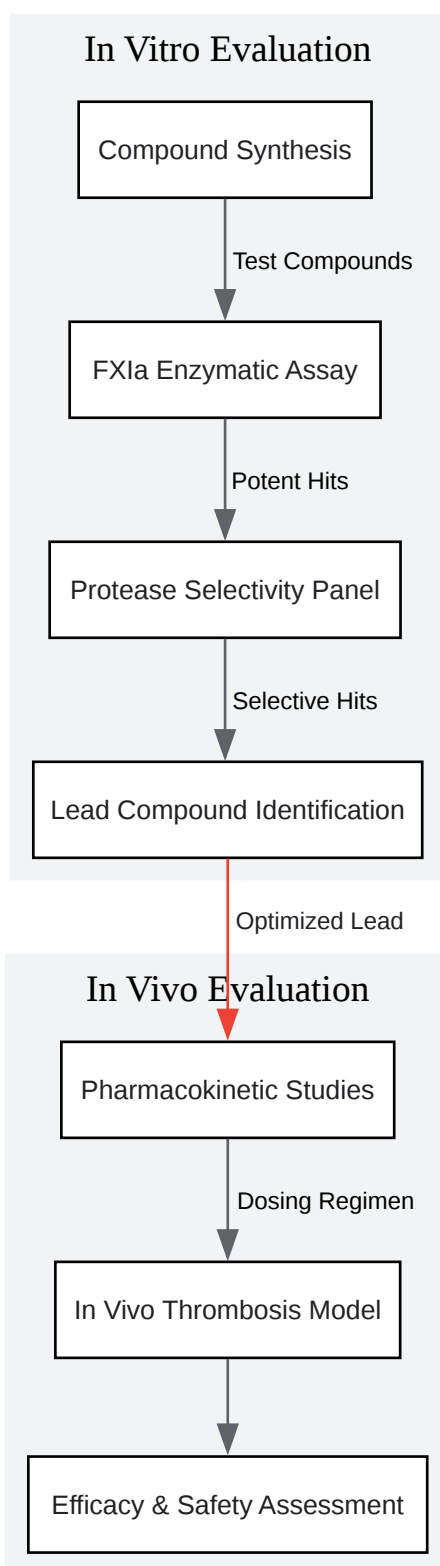 In Vitro Evaluation
Compound Synthesis
Test Compounds
FXIa Enzymatic Assay
Potent Hits
Protease Selectivity Panel
Selective Hits
Lead Compound Identification
Optimized Lead
In Vivo Evaluation
Pharmacokinetic Studies
Dosing Regimen
In Vivo Thrombosis Model
Efficacy & Safety Assessment